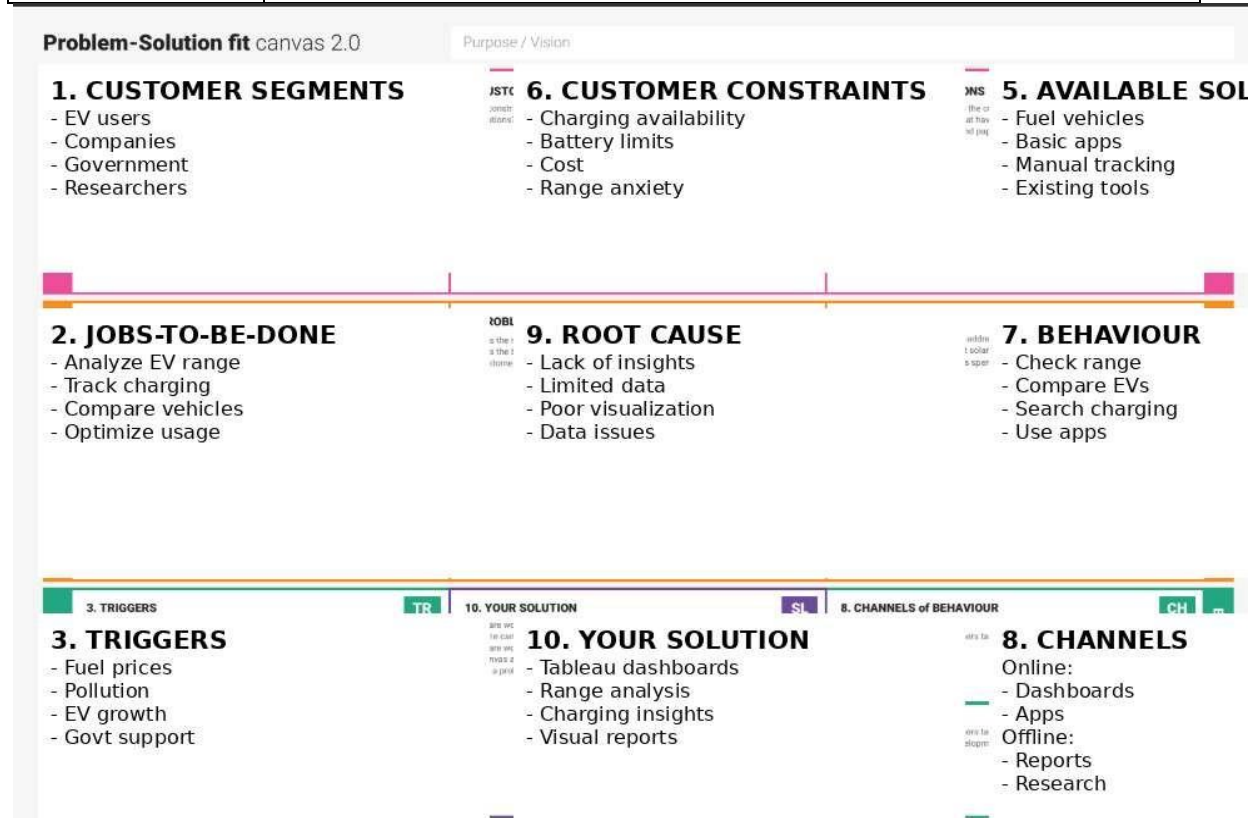 Problem-Solution fit canvas 2.0
Purpose / Vision
1. CUSTOMER SEGMENTS
- EV users
- Companies
- Government
- Researchers
6. CUSTOMER CONSTRAINTS
- Charging availability
- Battery limits
- Cost
- Range anxiety
5. AVAILABLE SOL
- Fuel vehicles
- Basic apps
- Manual tracking
- Existing tools
2. JOBS-TO-BE-DONE
- Analyze EV range
- Track charging
- Compare vehicles
- Optimize usage
9. ROOT CAUSE
- Lack of insights
- Limited data
- Poor visualization
- Data issues
7. BEHAVIOUR
- Check range
- Compare EVs
- Search charging
- Use apps
3. TRIGGERS
TR
10. YOUR SOLUTION
SL
8. CHANNELS of BEHAVIOUR
CH
3. TRIGGERS
- Fuel prices
- Pollution
- EV growth
- Govt support
10. YOUR SOLUTION
- Tableau dashboards
- Range analysis
- Charging insights
- Visual reports
8. CHANNELS
Online:
- Dashboards
- Apps
Offline:
- Reports
- Research